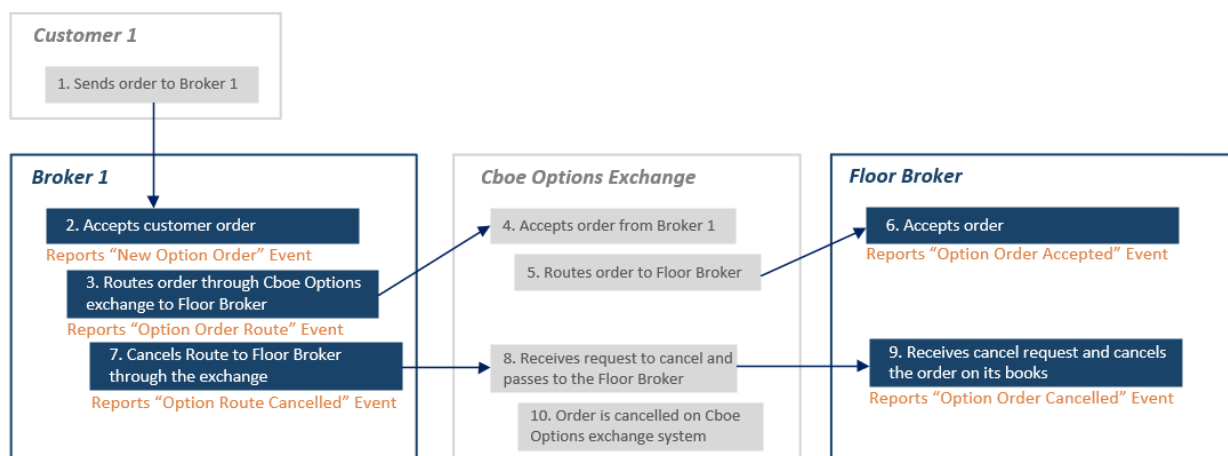 Customer 1
1. Sends order to Broker 1
Broker 1
2. Accepts customer order
Reports “New Option Order” Event
3. Routes order through Cboe Options
exchange to Floor Broker
Reports “Option Order Route” Event
7. Cancels Route to Floor Broker
through the exchange
Reports “Option Route Cancelled” Event
Cboe Options Exchange
4. Accepts order from Broker 1
5. Routes order to Floor Broker
8. Receives request to cancel and
passes to the Floor Broker
10. Order is cancelled on Cboe
Options exchange system
Floor Broker
6. Accepts order
Reports “Option Order Accepted” Event
9. Receives cancel request and cancels
the order on its books
Reports “Option Order Cancelled” Event